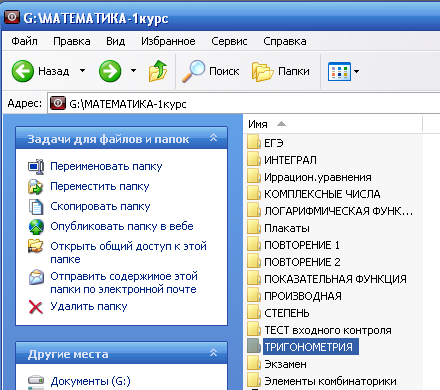 G:\МАТЕМАТИКА-1курс
Файл Правка Вид Избранное Сервис Справка
Назад Поиск Папки
Адрес: G:\МАТЕМАТИКА-1курс
Задачи для файлов и папок
Переименовать папку
Переместить папку
Скопировать папку
Опубликовать папку в вебе
Открыть общий доступ к этой
папке
Отправить содержимое этой
папки по электронной почте
Удалить папку
Другие места
Документы (G:)
Имя
ЕГЭ
ИНТЕГРАЛ
Иррацион.уравнения
КОМПЛЕКСНЫЕ ЧИСЛА
ЛОГАРИФМИЧЕСКАЯ ФУНК...
Плакаты
ПОВТОРЕНИЕ 1
ПОВТОРЕНИЕ 2
ПОКАЗАТЕЛЬНАЯ ФУНКЦИЯ
ПРОИЗВОДНАЯ
СТЕПЕНЬ
ТЕСТ входного контроля
ТРИГОНОМЕТРИЯ
Экзамен
Элементы комбинаторики